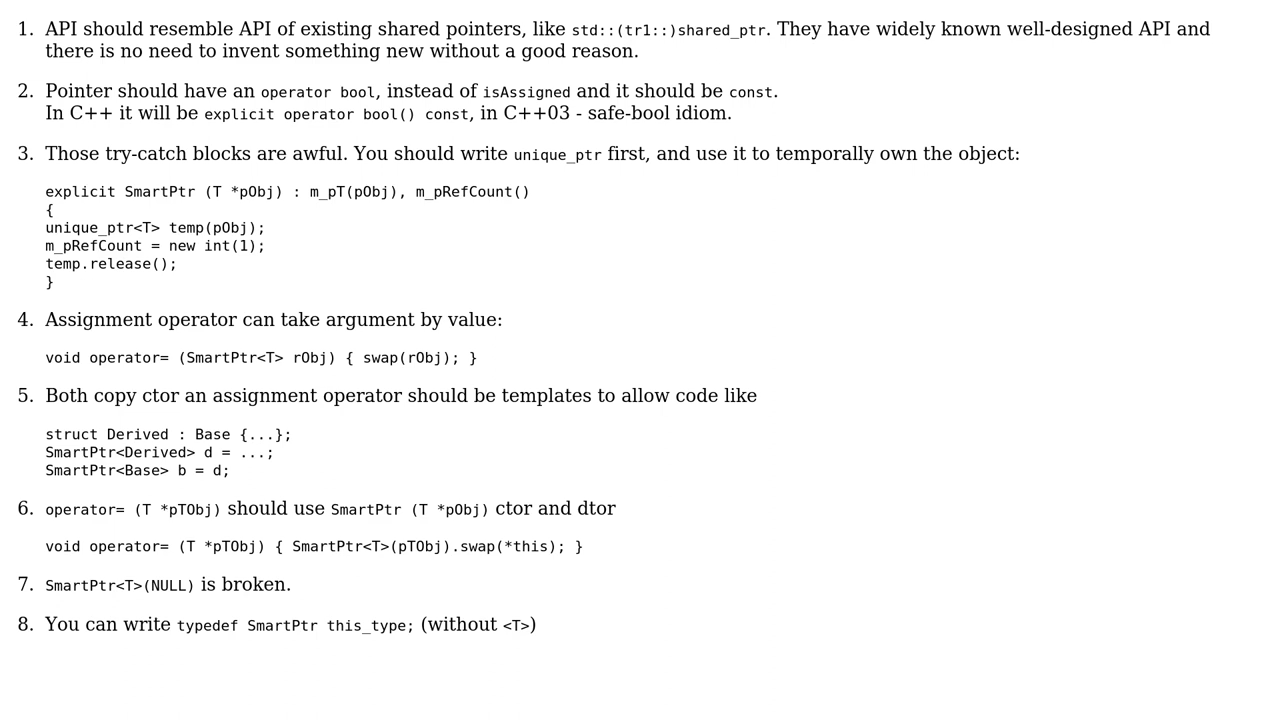 1. API should resemble API of existing shared pointers, like std::(tr1::)shared_ptr. They have widely known well-designed API and
there is no need to invent something new without a good reason.
2. Pointer should have an operator bool, instead of isAssigned and it should be const.
In C++ it will be explicit operator bool() const, in C++03 - safe-bool idiom.
3. Those try-catch blocks are awful. You should write unique_ptr first, and use it to temporally own the object:
explicit SmartPtr (T *pObj) : m_pT(pObj), m_pRefCount()
{
unique_ptr<T> temp(pObj);
m_pRefCount = new int(1);
temp.release();
}
4. Assignment operator can take argument by value:
void operator= (SmartPtr<T> rObj) { swap(rObj); }
5. Both copy ctor an assignment operator should be templates to allow code like
struct Derived : Base {...};
SmartPtr<Derived> d = ...;
SmartPtr<Base> b = d;
6. operator= (T *pTObj) should use SmartPtr (T *pObj) ctor and dtor
void operator= (T *pTObj) { SmartPtr<T>(pTObj).swap(*this); }
7. SmartPtr<T>(NULL) is broken.
8. You can write typedef SmartPtr this_type; (without <T>)